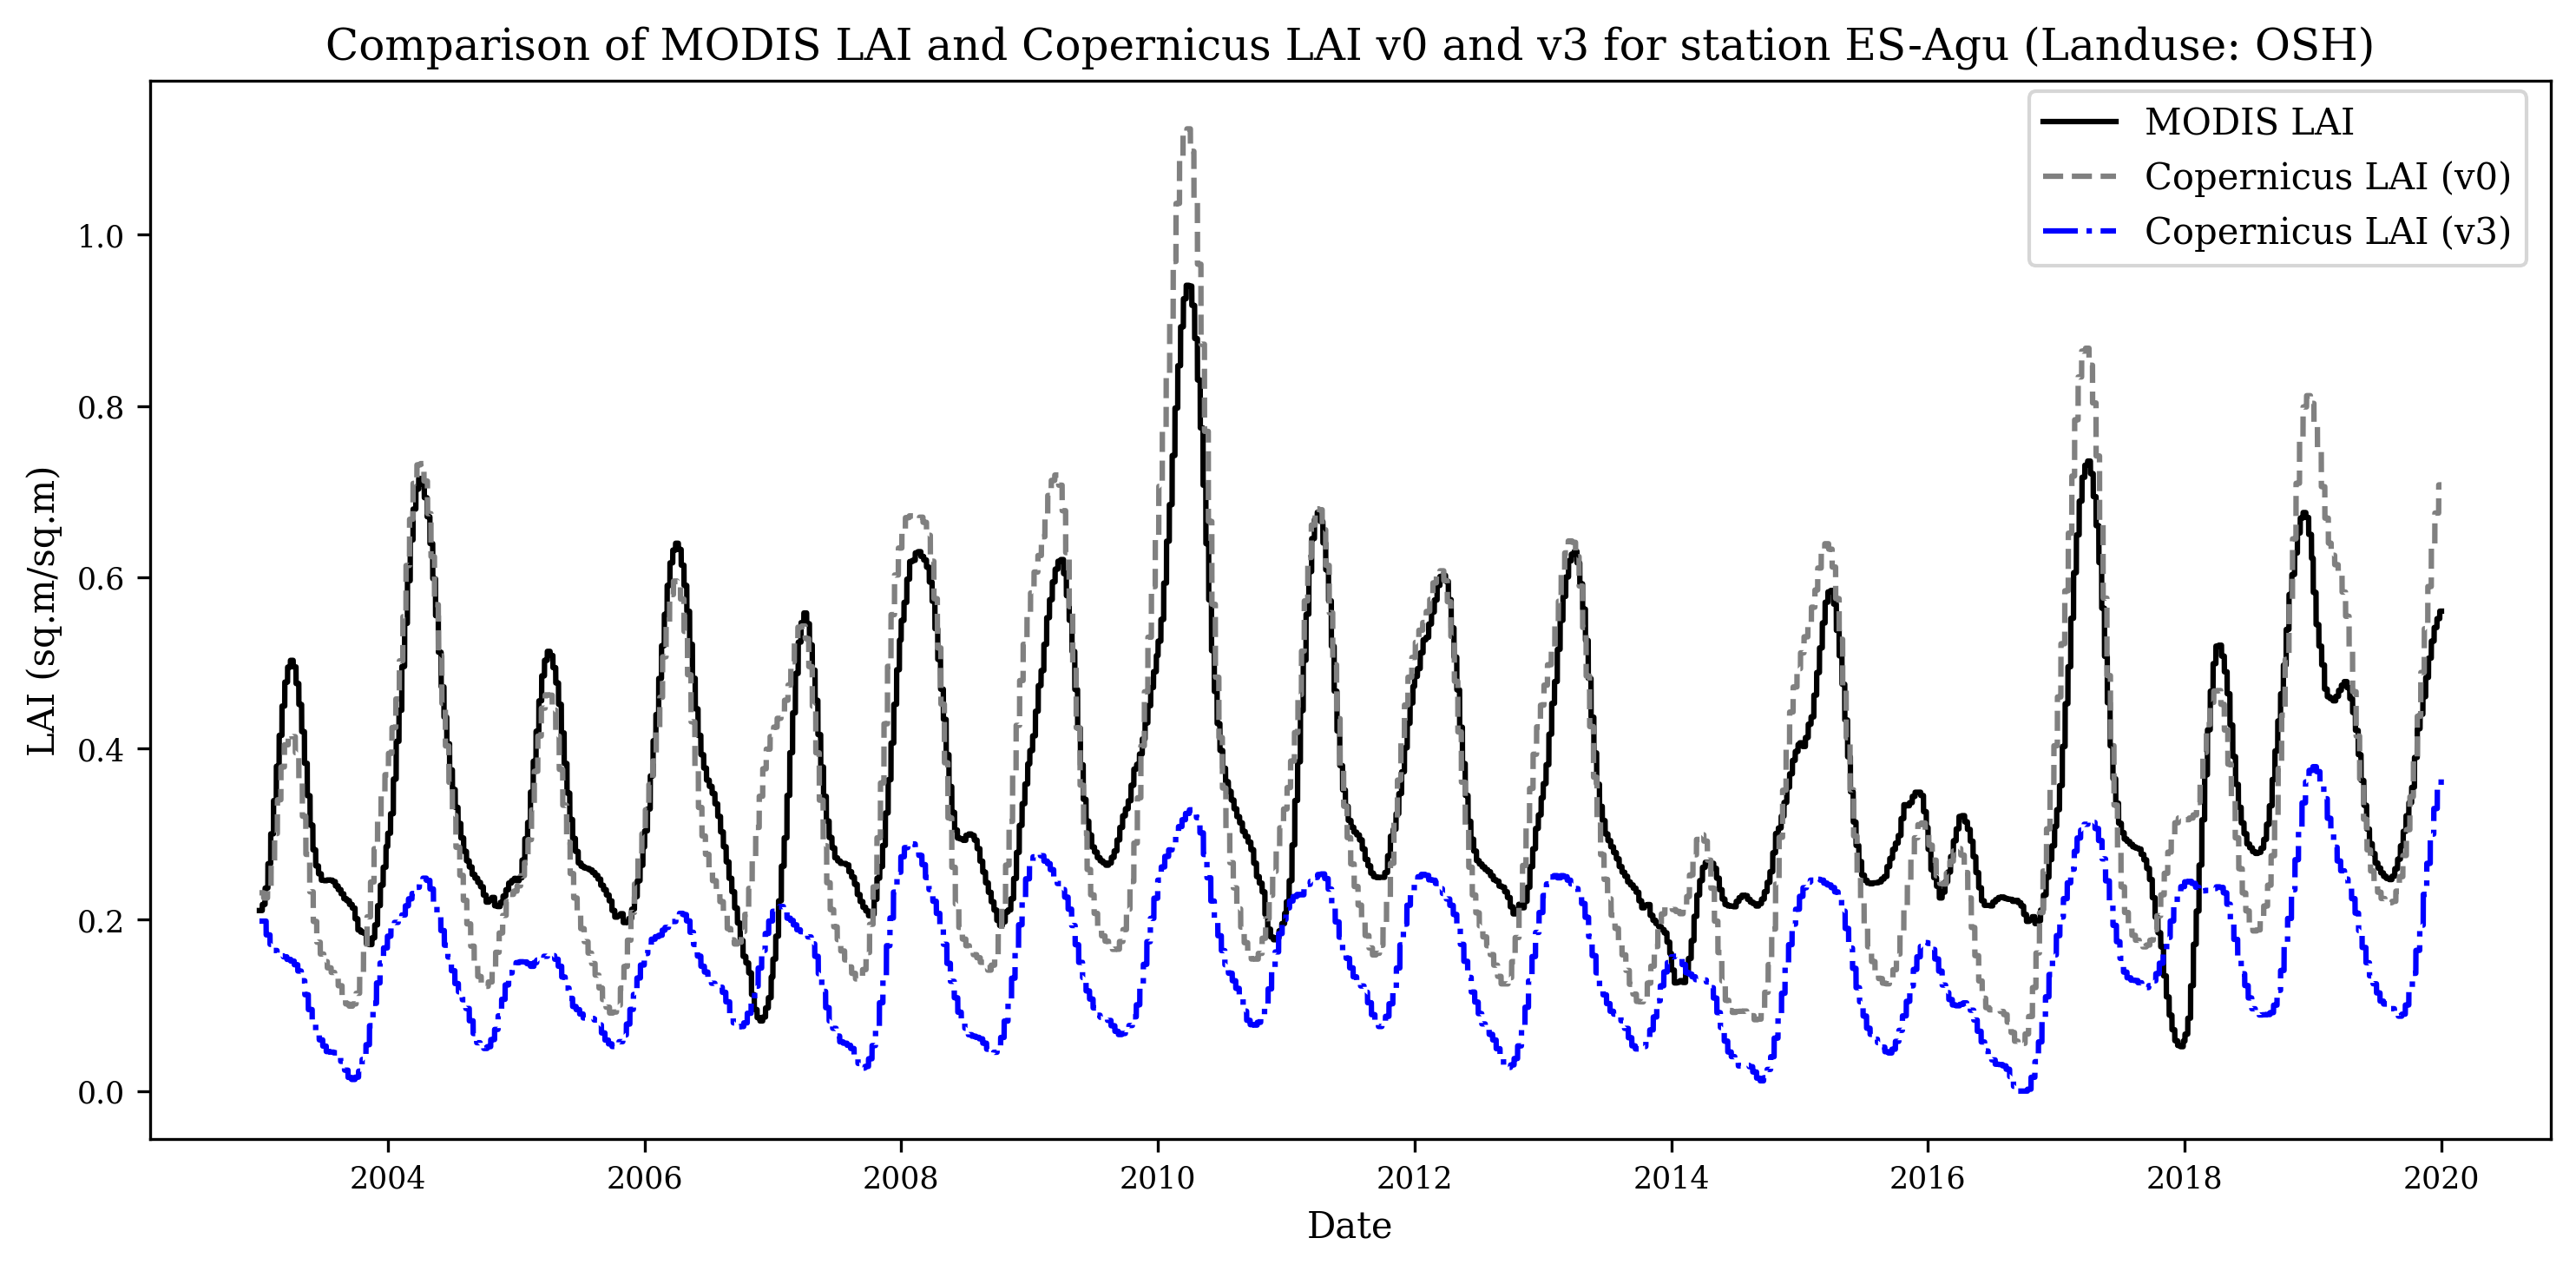 Comparison of MODIS LAI and Copernicus LAI v0 and v3 for station ES-Agu (Landuse: OSH)
MODIS LAI
Copernicus LAI (v0)
Copernicus LAI (v3)
LAI (sq.m/sq.m)
1.0
0.8
0.6
0.4
0.2
0.0
2004
2006
2008
2010
2012
2014
2016
2018
2020
Date